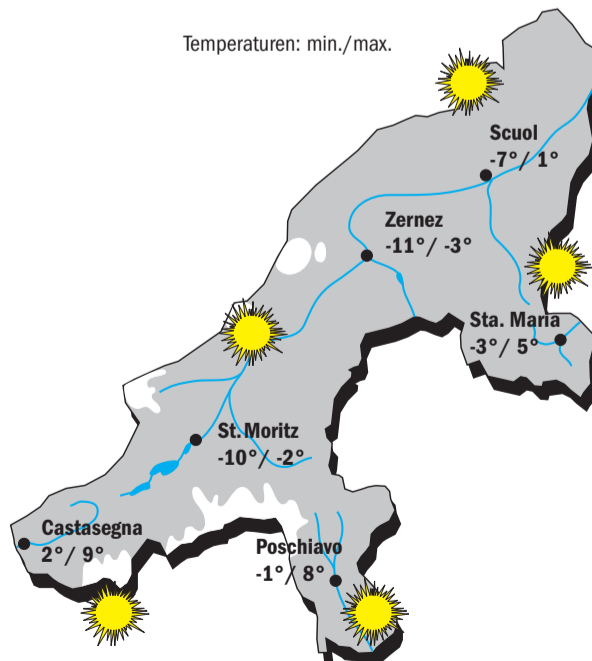 Temperaturen: min./max.
Scuol
-7°/ 1°
Zernez
-11°/ -3°
Sta. Maria
-3°/ 5°
St. Moritz
-10°/ -2°
Castasegna
2°/ 9°
Poschiavo
-1°/ 8°